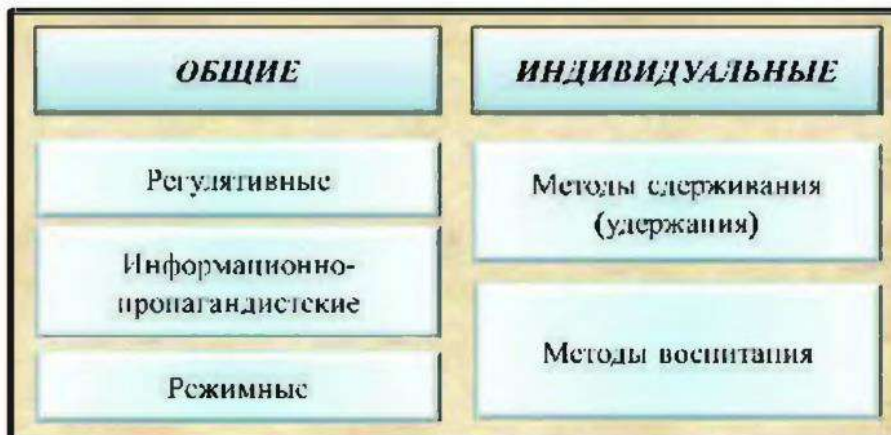 ОБЩИЕ
Регулятивные
Информационно-
пропагандистские
Режимные
ИНДИВИДУАЛЬНЫЕ
Методы сдерживания
(удержания)
Методы воспитания